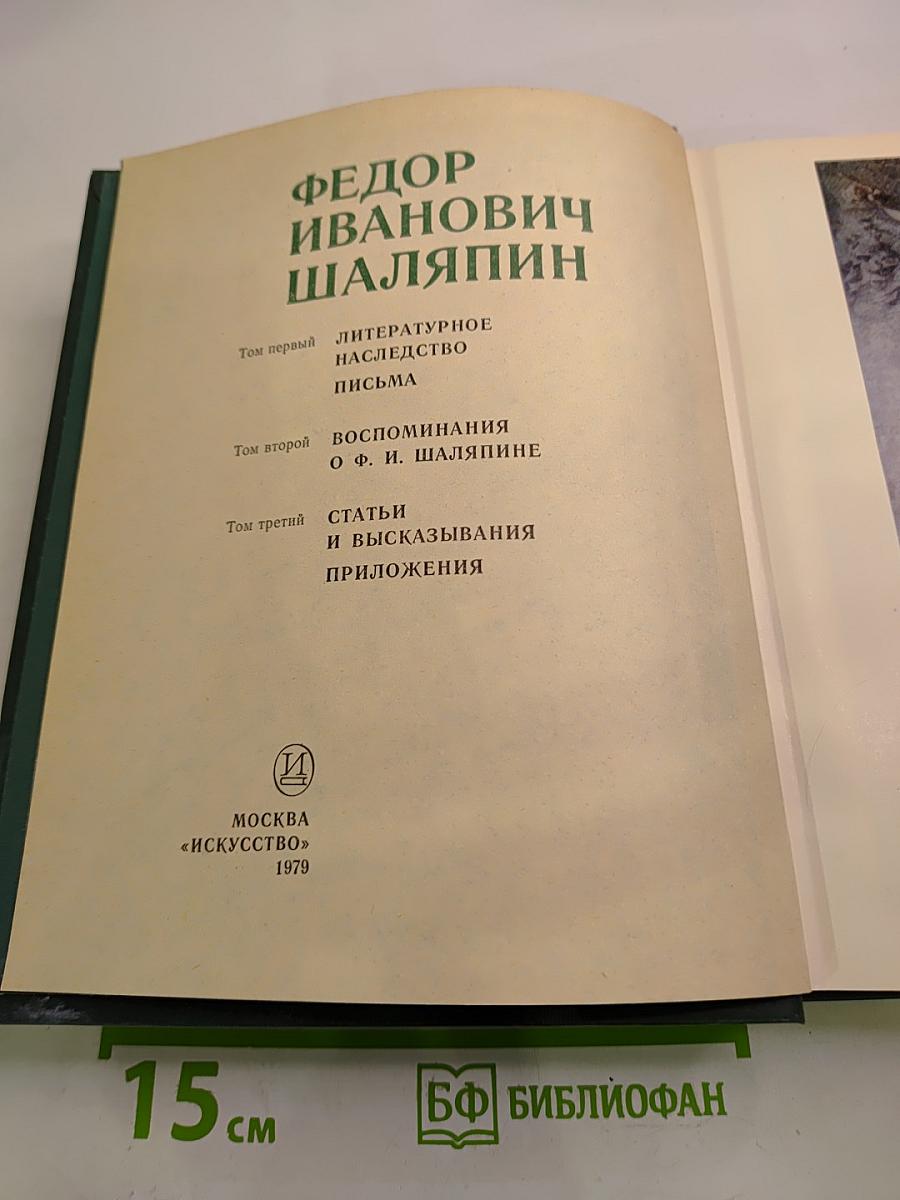 ФЕДОР
ИВАНОВИЧ
ШАЛЯПИН
Том первый ЛИТЕРАТУРНОЕ
НАСЛЕДСТВО
ПИСЬМА
Том второй ВОСПОМИНАНИЯ
О Ф. И. ШАЛЯПИНЕ
Том третий СТАТЬИ
И ВЫСКАЗЫВАНИЯ
ПРИЛОЖЕНИЯ
И
МОСКВА
«ИСКУССТВО»
1979
15 см
БФ БИБЛИОФАН